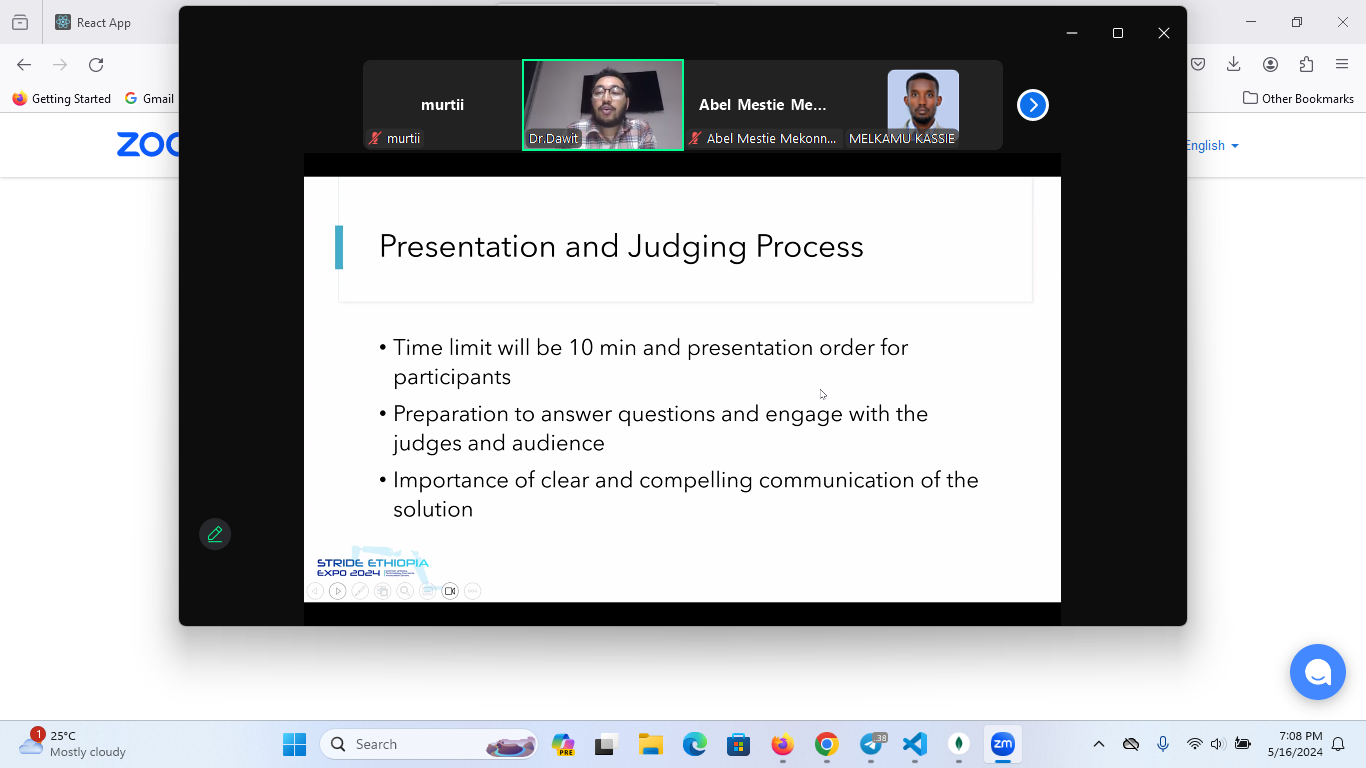 React App
Getting Started
Gmail
Other Bookmarks
ZOO
English
murtii
murtii
Dr.Dawit
Abel Mestie Me...
Abel Mestie Mekonn...
MELKAMU KASSIE
Presentation and Judging Process
• Time limit will be 10 min and presentation order for
participants
• Preparation to answer questions and engage with the
judges and audience
• Importance of clear and compelling communication of the
solution
STRIDE ETHIOPIA
EXPO 2024
1
25°C
Mostly cloudy
Search
PRE
38
zm
7:08 PM
5/16/2024